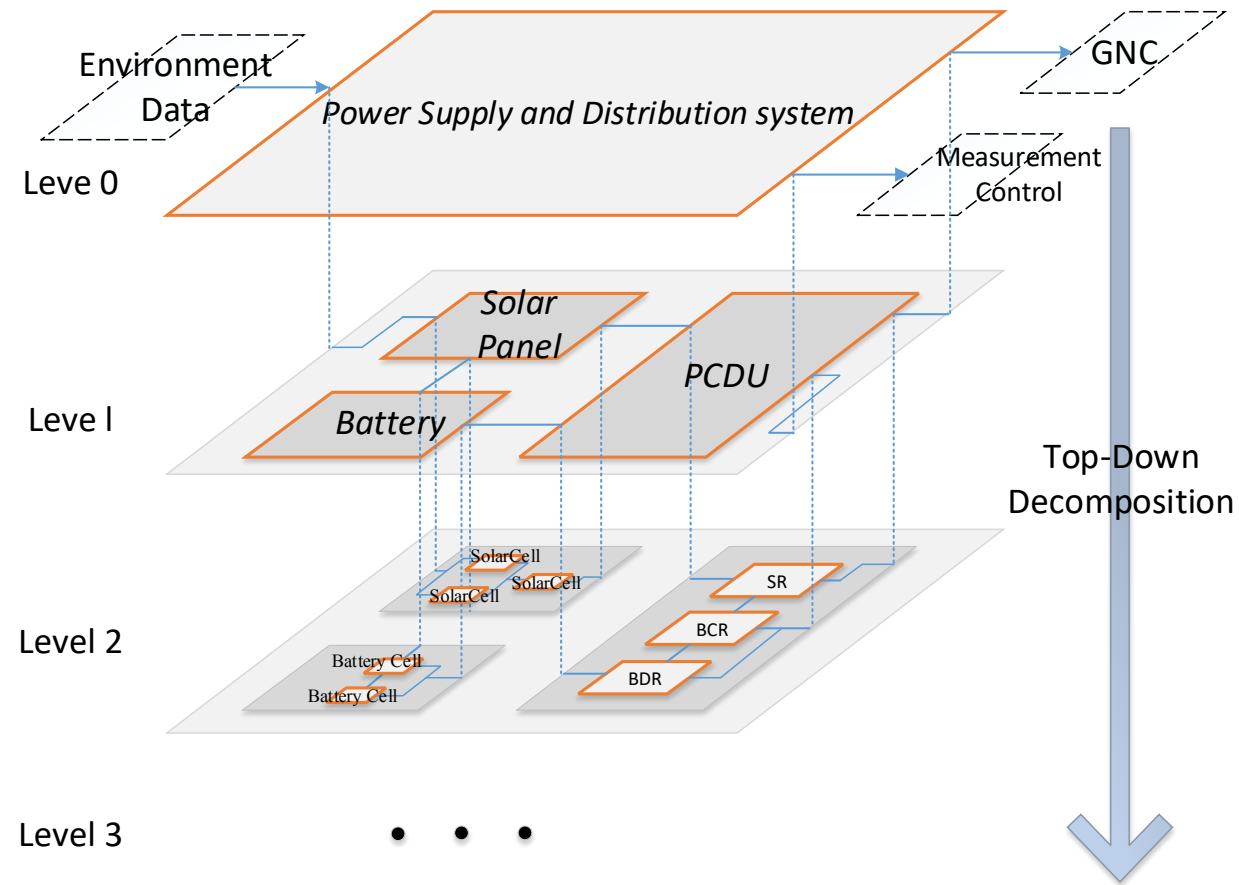 Environment
Data
Power Supply and Distribution system
GNC
Measurement
Control
Leve 0
Solar
Panel
PCDU
Battery
Leve l
Top-Down
Decomposition
SolarCell
SolarCell
SolarCell
SR
BCR
BDR
Battery Cell
Battery Cell
Level 2
Level 3
• • •